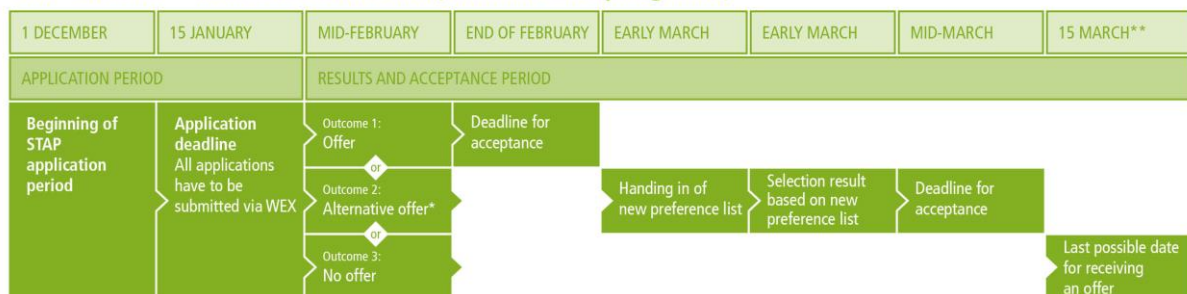 1 DECEMBER
15 JANUARY
MID-FEBRUARY
END OF FEBRUARY
EARLY MARCH
EARLY MARCH
MID-MARCH
15 MARCH**
APPLICATION PERIOD
RESULTS AND ACCEPTANCE PERIOD
Beginning of
STAP
application
period
Application
deadline
All applications
have to be
submitted via WEX
Outcome 1:
Offer
or
Outcome 2:
Alternative offer*
or
Outcome 3:
No offer
Deadline for
acceptance
Handing in of
new preference list
Selection result
based on new
preference list
Deadline for
acceptance
Last possible date
for receiving
an offer